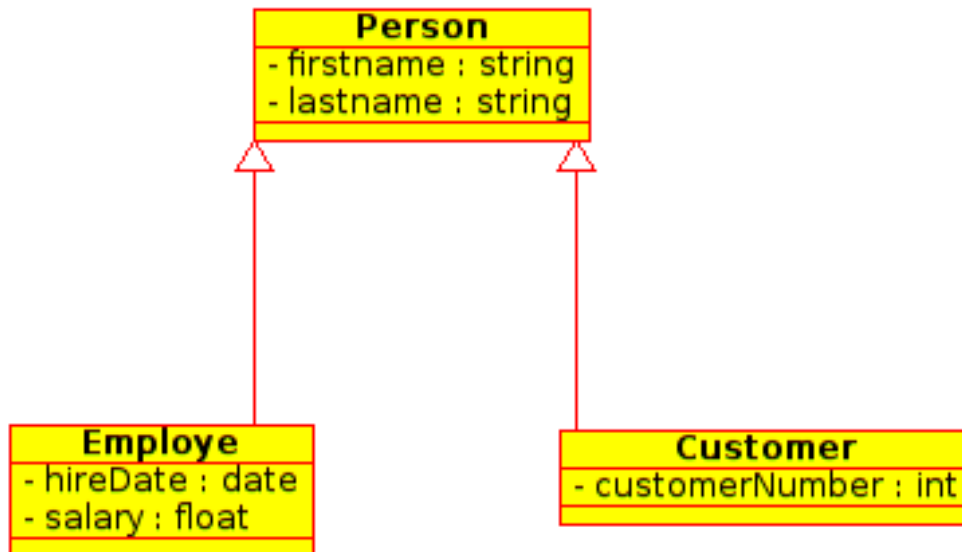 Person
- firstname : string
- lastname : string
Employe
- hireDate : date
- salary : float
Customer
- customerNumber : int